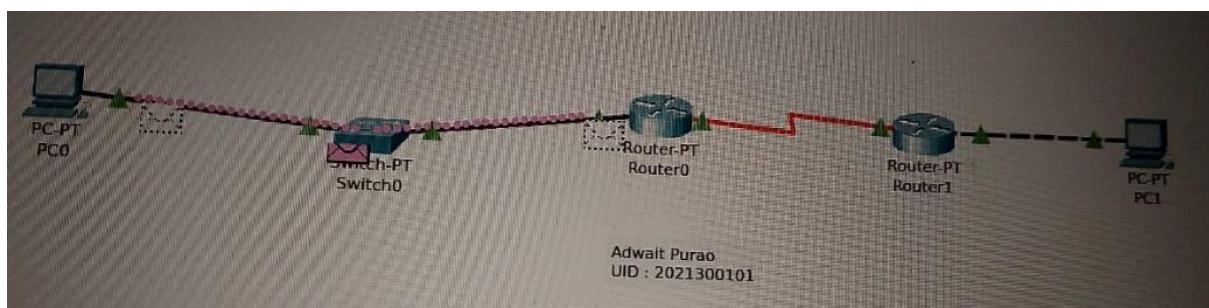 PC-PT
PC0
Switch-PT
Switch0
Router-PT
Router0
Router-PT
Router1
PC-PT
PC1
Adwait Purao
UID : 2021300101